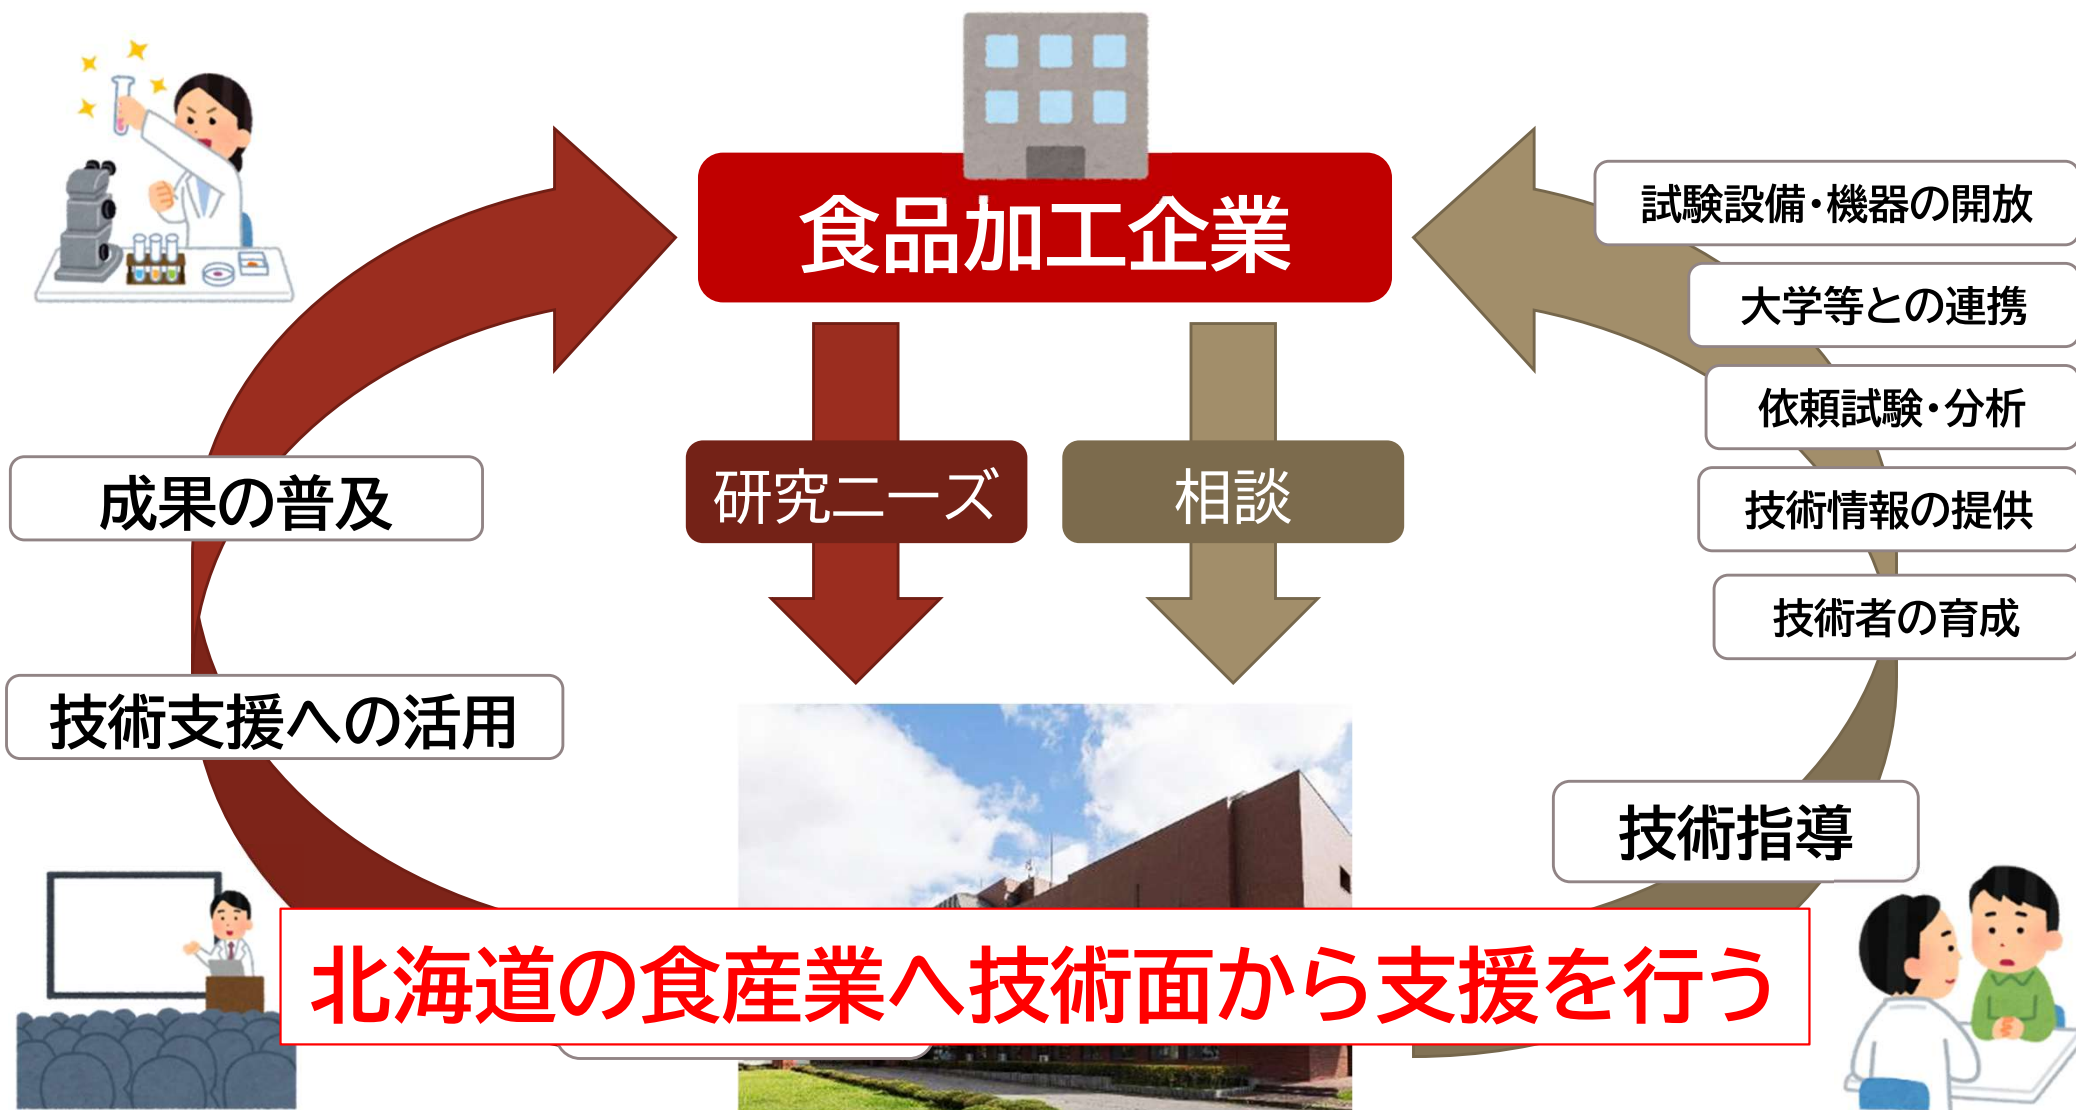 食品加工企業
試験設備・機器の開放
大学等との連携
依頼試験・分析
技術情報の提供
技術者の育成
研究ニーズ
相談
成果の普及
技術支援への活用
技術指導
北海道の食産業へ技術面から支援を行う